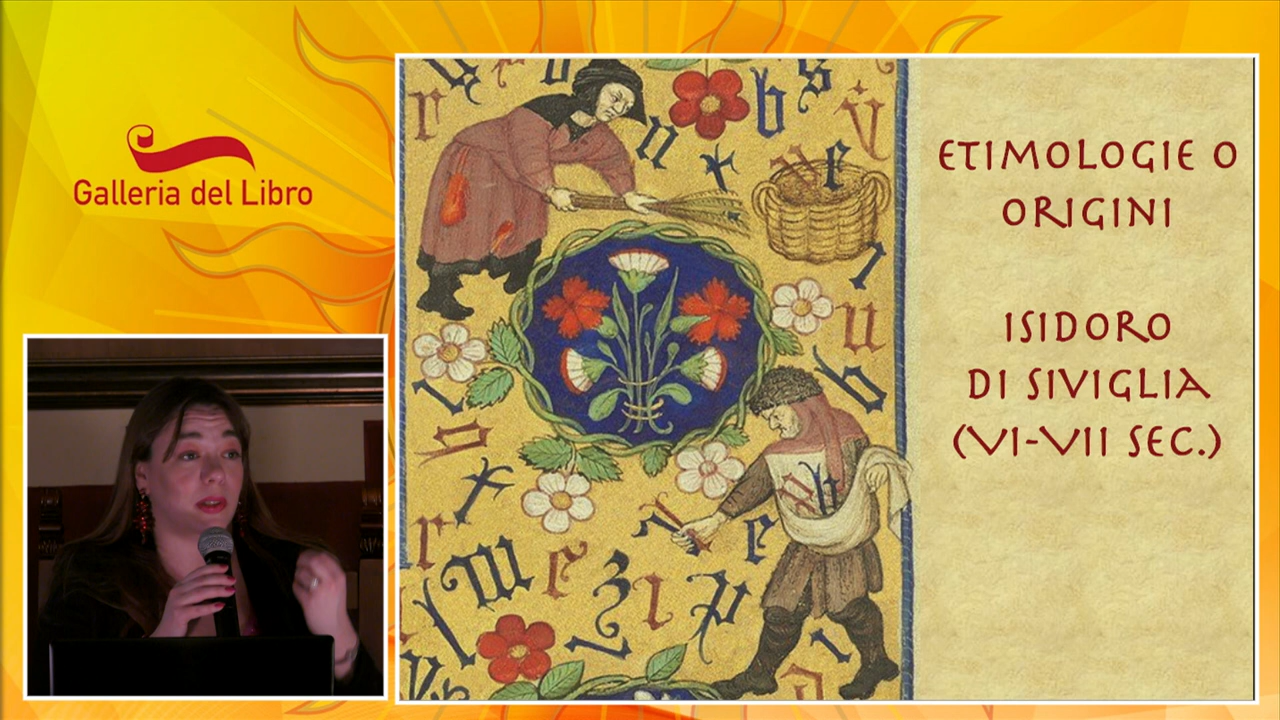 Galleria del Libro
ETIMOLOGIE O
ORIGINI
ISIDORO
DI SIVIGLIA
(VI-VII SEC.)